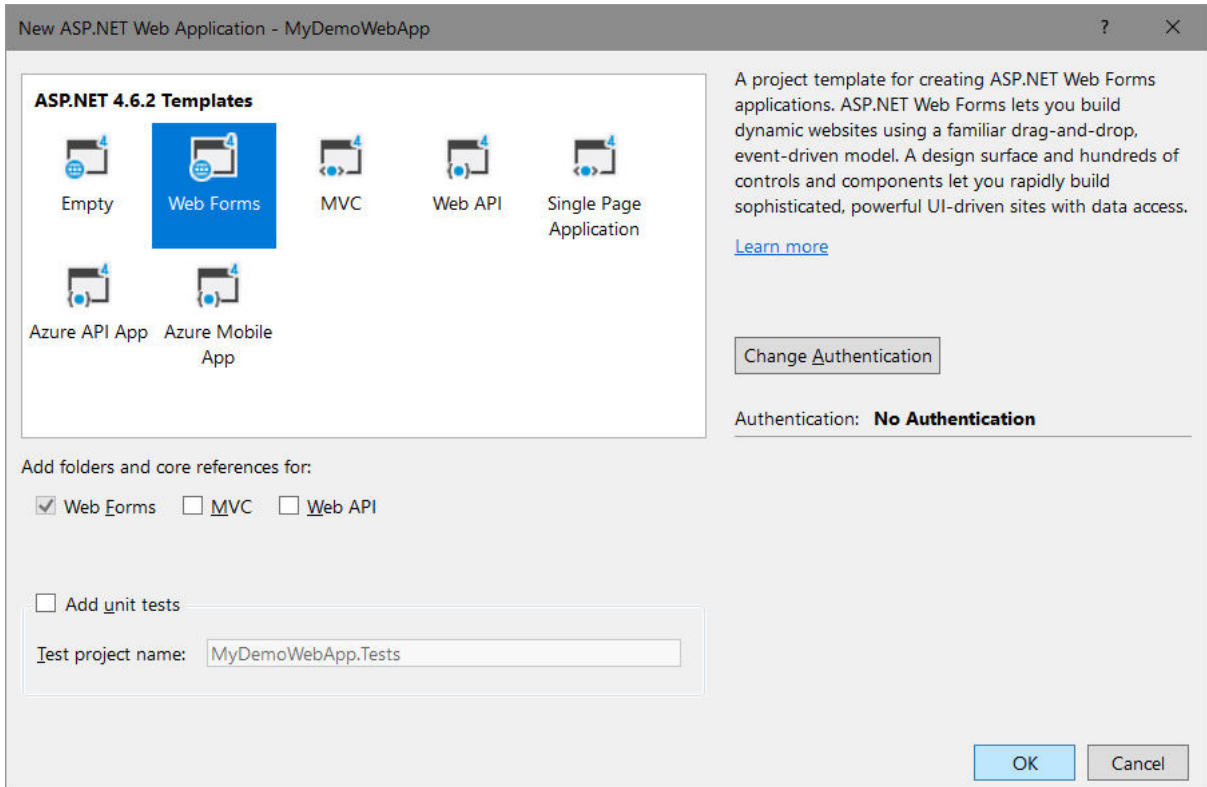 New ASP.NET Web Application - MyDemoWebApp
?
ASP.NET 4.6.2 Templates
4
Empty
4
Web Forms
4
MVC
4
Web API
4
Single Page
Application
4
Azure API App
4
Azure Mobile
App
A project template for creating ASP.NET Web Forms
applications. ASP.NET Web Forms lets you build
dynamic websites using a familiar drag-and-drop,
event-driven model. A design surface and hundreds of
controls and components let you rapidly build
sophisticated, powerful UI-driven sites with data access.
Learn more
Change Authentication
Authentication: No Authentication
Add folders and core references for:
Web Forms MVC Web API
Add unit tests
Test project name: MyDemoWebApp.Tests
OK Cancel